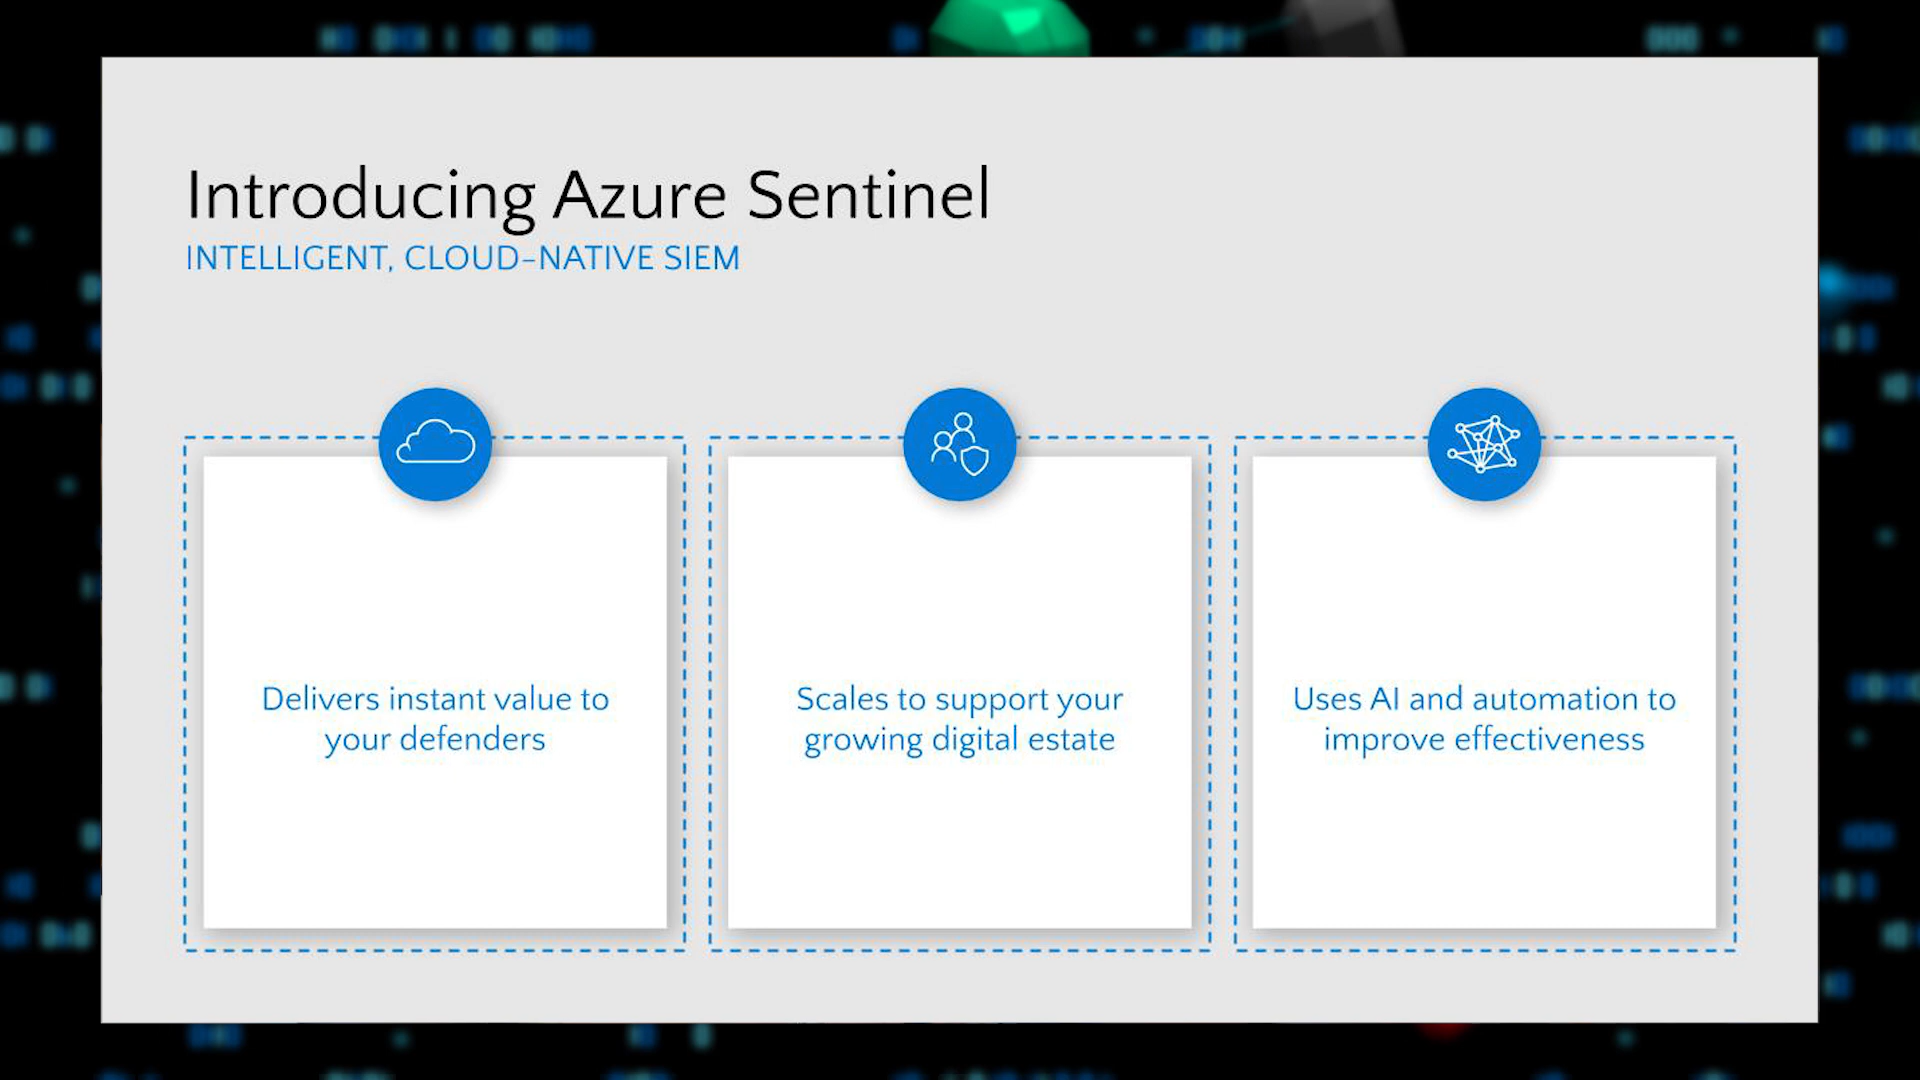 Introducing Azure Sentinel
INTELLIGENT, CLOUD-NATIVE SIEM
Delivers instant value to
your defenders
Scales to support your
growing digital estate
Uses AI and automation to
improve effectiveness